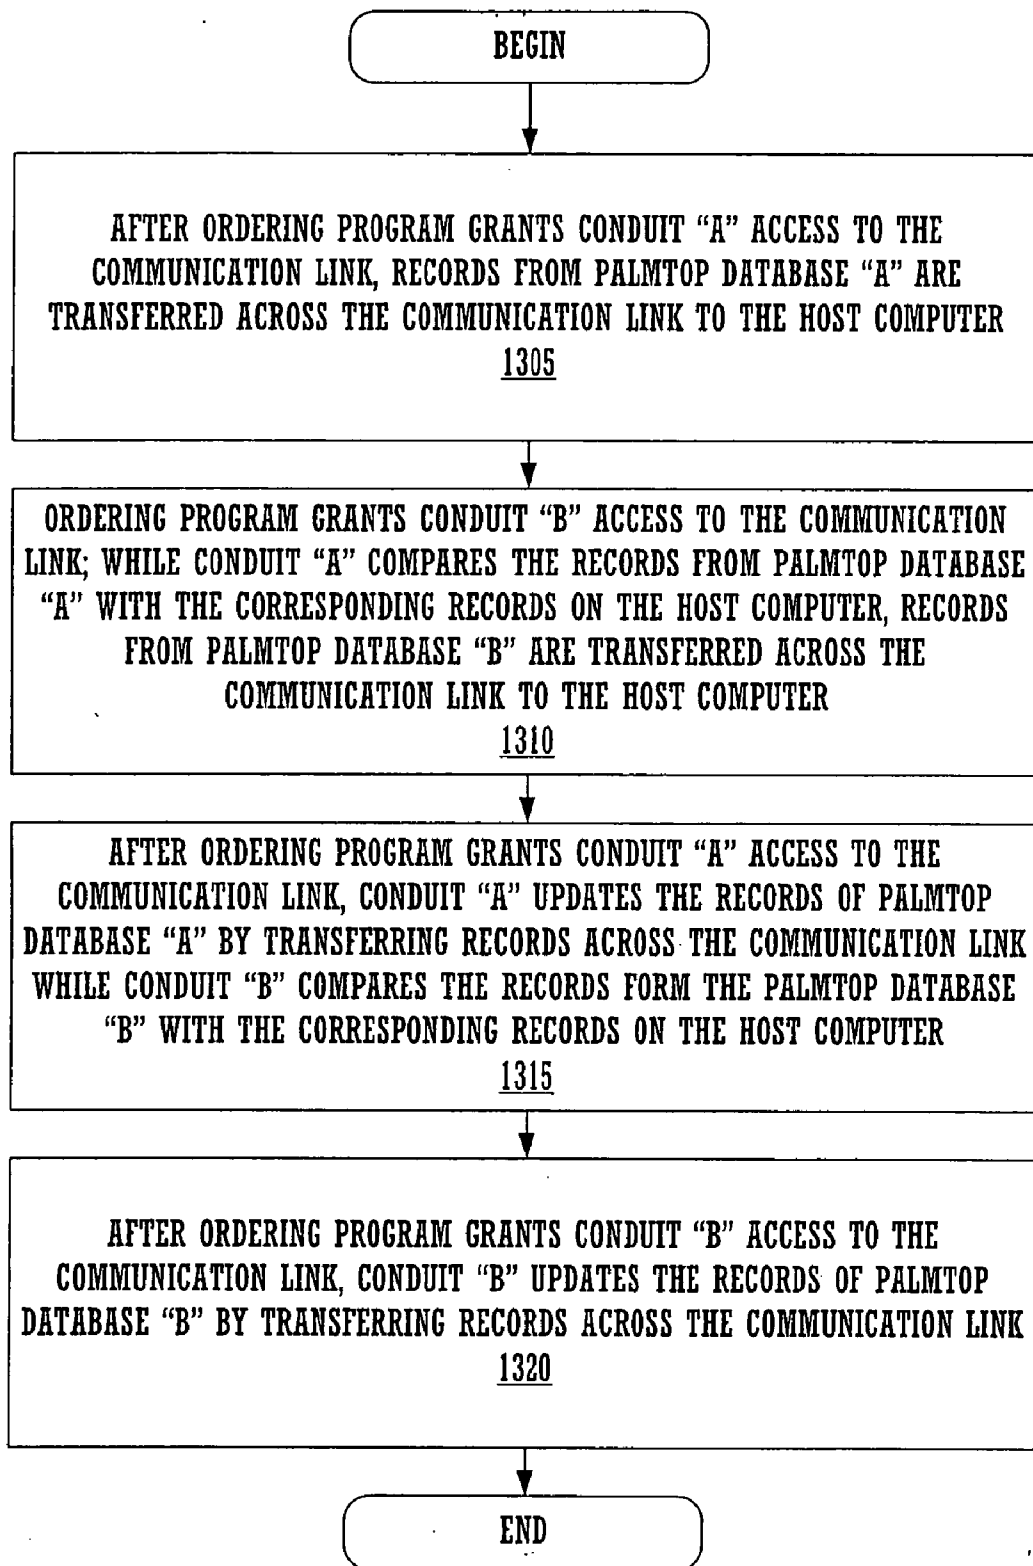 BEGIN
AFTER ORDERING PROGRAM GRANTS CONDUIT “A” ACCESS TO THE
COMMUNICATION LINK, RECORDS FROM PALMTOP DATABASE “A” ARE
TRANSFERRED ACROSS THE COMMUNICATION LINK TO THE HOST COMPUTER
1305
ORDERING PROGRAM GRANTS CONDUIT “B” ACCESS TO THE COMMUNICATION
LINK; WHILE CONDUIT “A” COMPARES THE RECORDS FROM PALMTOP DATABASE
“A” WITH THE CORRESPONDING RECORDS ON THE HOST COMPUTER, RECORDS
FROM PALMTOP DATABASE “B” ARE TRANSFERRED ACROSS THE
COMMUNICATION LINK TO THE HOST COMPUTER
1310
AFTER ORDERING PROGRAM GRANTS CONDUIT “A” ACCESS TO THE
COMMUNICATION LINK, CONDUIT “A” UPDATES THE RECORDS OF PALMTOP
DATABASE “A” BY TRANSFERRING RECORDS ACROSS THE COMMUNICATION LINK
WHILE CONDUIT “B” COMPARES THE RECORDS FORM THE PALMTOP DATABASE
“B” WITH THE CORRESPONDING RECORDS ON THE HOST COMPUTER
1315
AFTER ORDERING PROGRAM GRANTS CONDUIT “B” ACCESS TO THE
COMMUNICATION LINK, CONDUIT “B” UPDATES THE RECORDS OF PALMTOP
DATABASE “B” BY TRANSFERRING RECORDS ACROSS THE COMMUNICATION LINK
1320
END